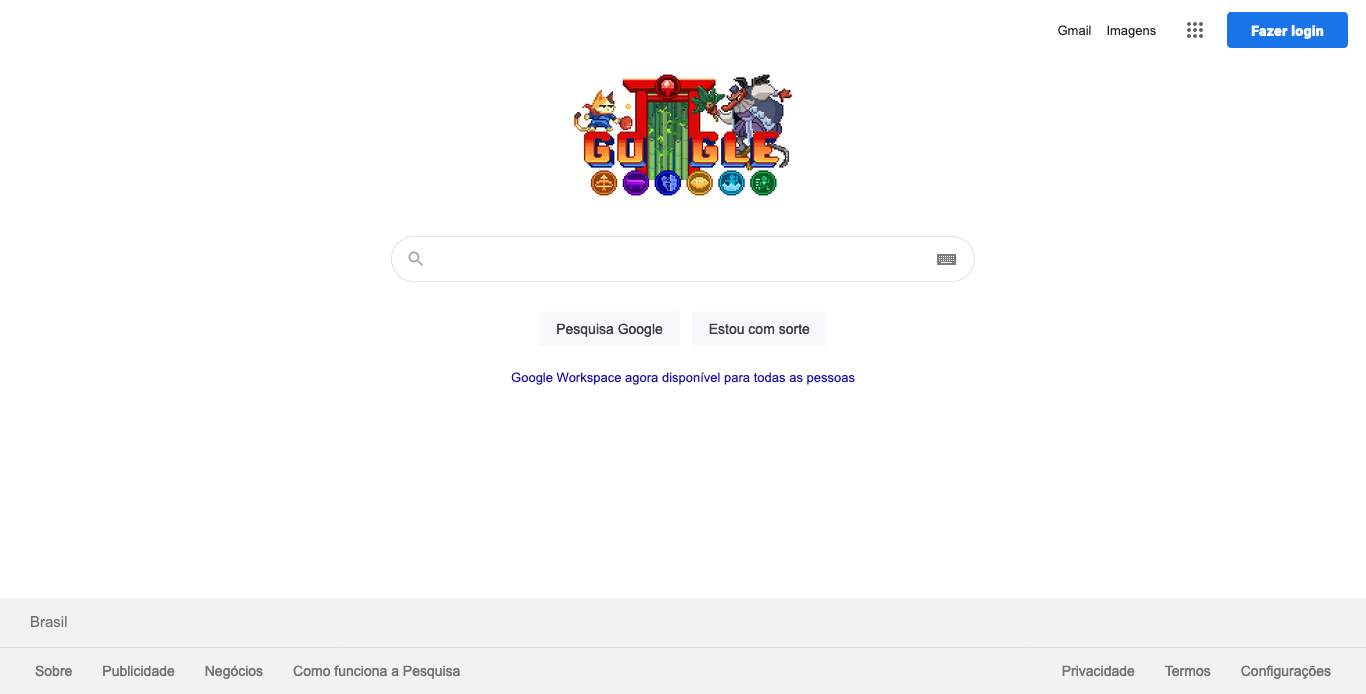 Gmail Imagens Fazer login
GOOGLE
Pesquisa Google Estou com sorte
Google Workspace agora disponível para todas as pessoas
Brasil
Sobre Publicidade Negócios Como funciona a Pesquisa Privacidade Termos Configurações